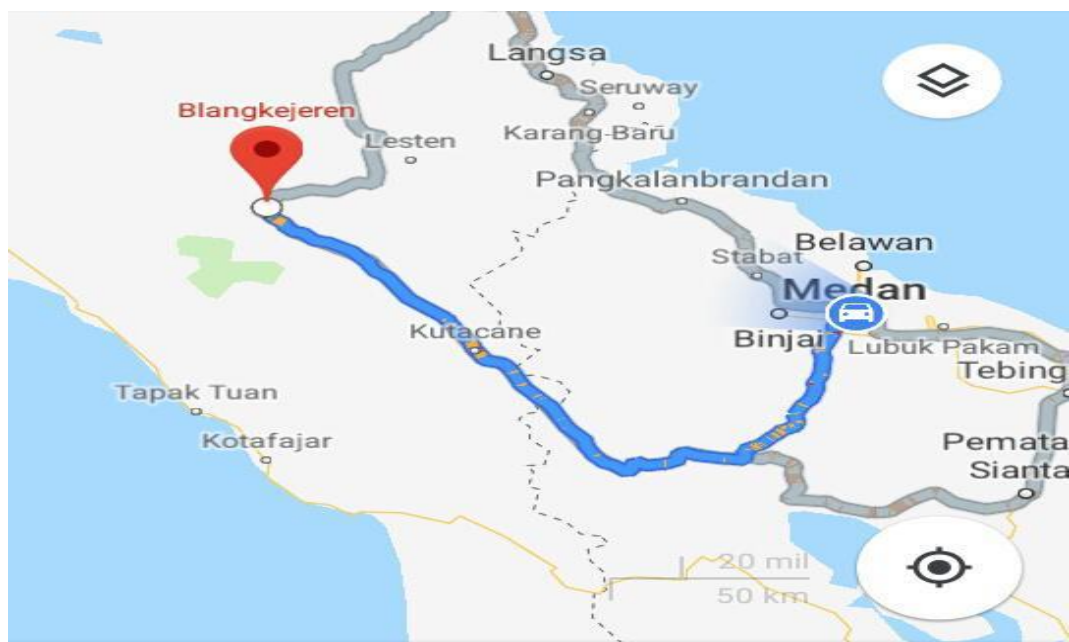 Langsa
Seruway
Blangkejeren
Karang-Baru
Lesten
Pangkalanbrandan
Belawan
Stabat
Medan
Binjai
Lubuk Pakam
Kutacane
Tebing
Tapak Tuan
Kotafajar
Pemata
Sianta
20 mil
50 km